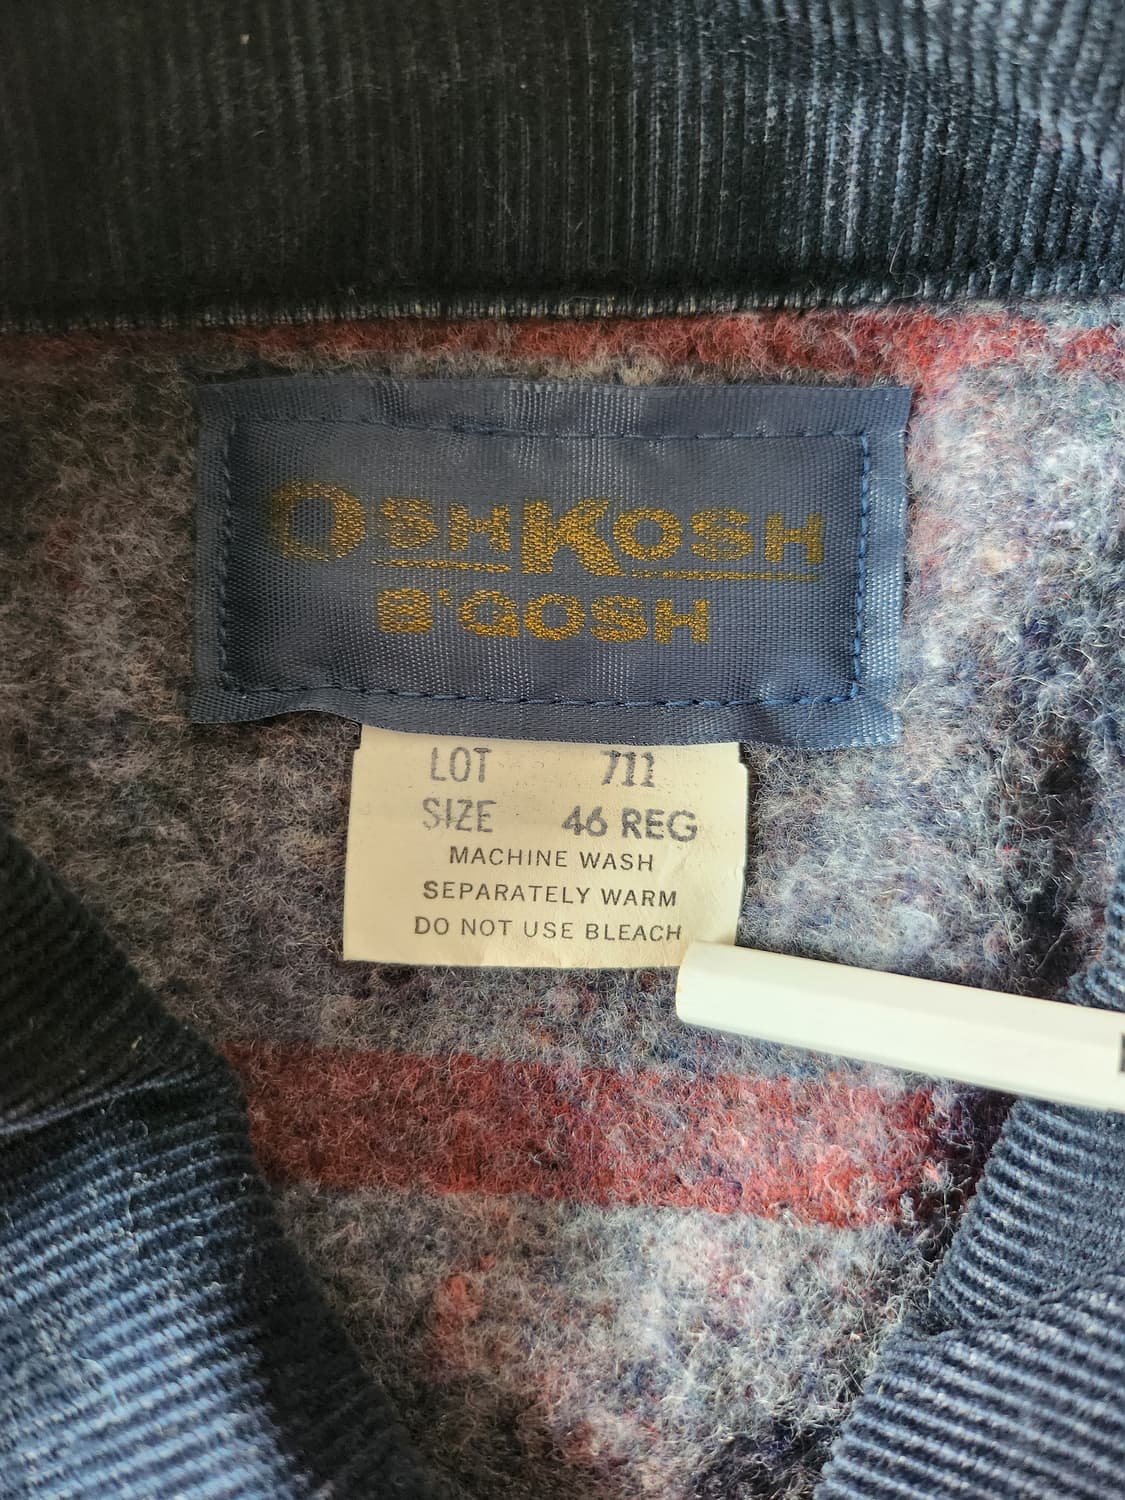 OSHKOSH
B'GOSH
LOT 711
SIZE 46 REG
MACHINE WASH
SEPARATELY WARM
DO NOT USE BLEACH